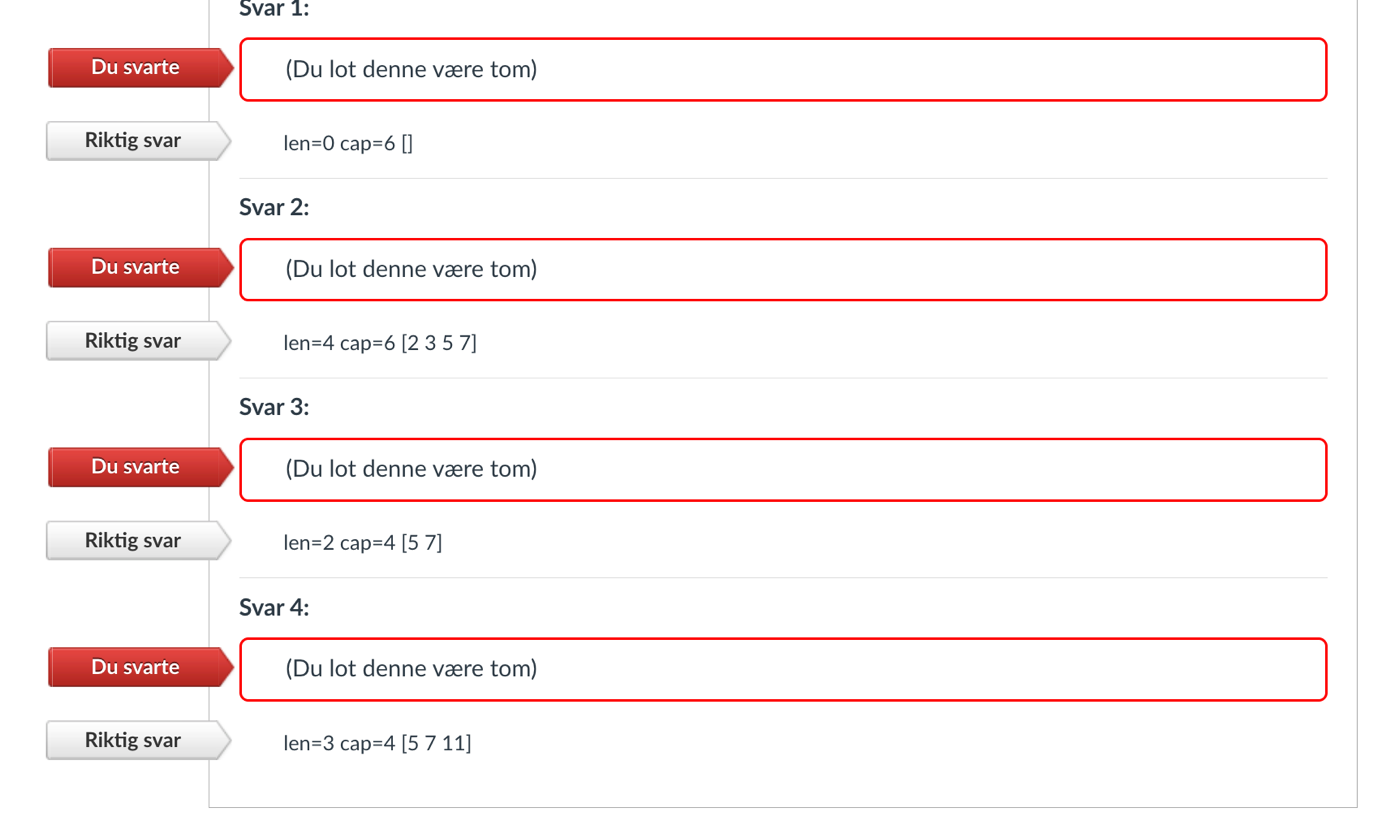 Svar 1:
Du svarte
(Du lot denne være tom)
Riktig svar
len=0 cap=6 []
Svar 2:
Du svarte
(Du lot denne være tom)
Riktig svar
len=4 cap=6 [2 3 5 7]
Svar 3:
Du svarte
(Du lot denne være tom)
Riktig svar
len=2 cap=4 [5 7]
Svar 4:
Du svarte
(Du lot denne være tom)
Riktig svar
len=3 cap=4 [5 7 11]